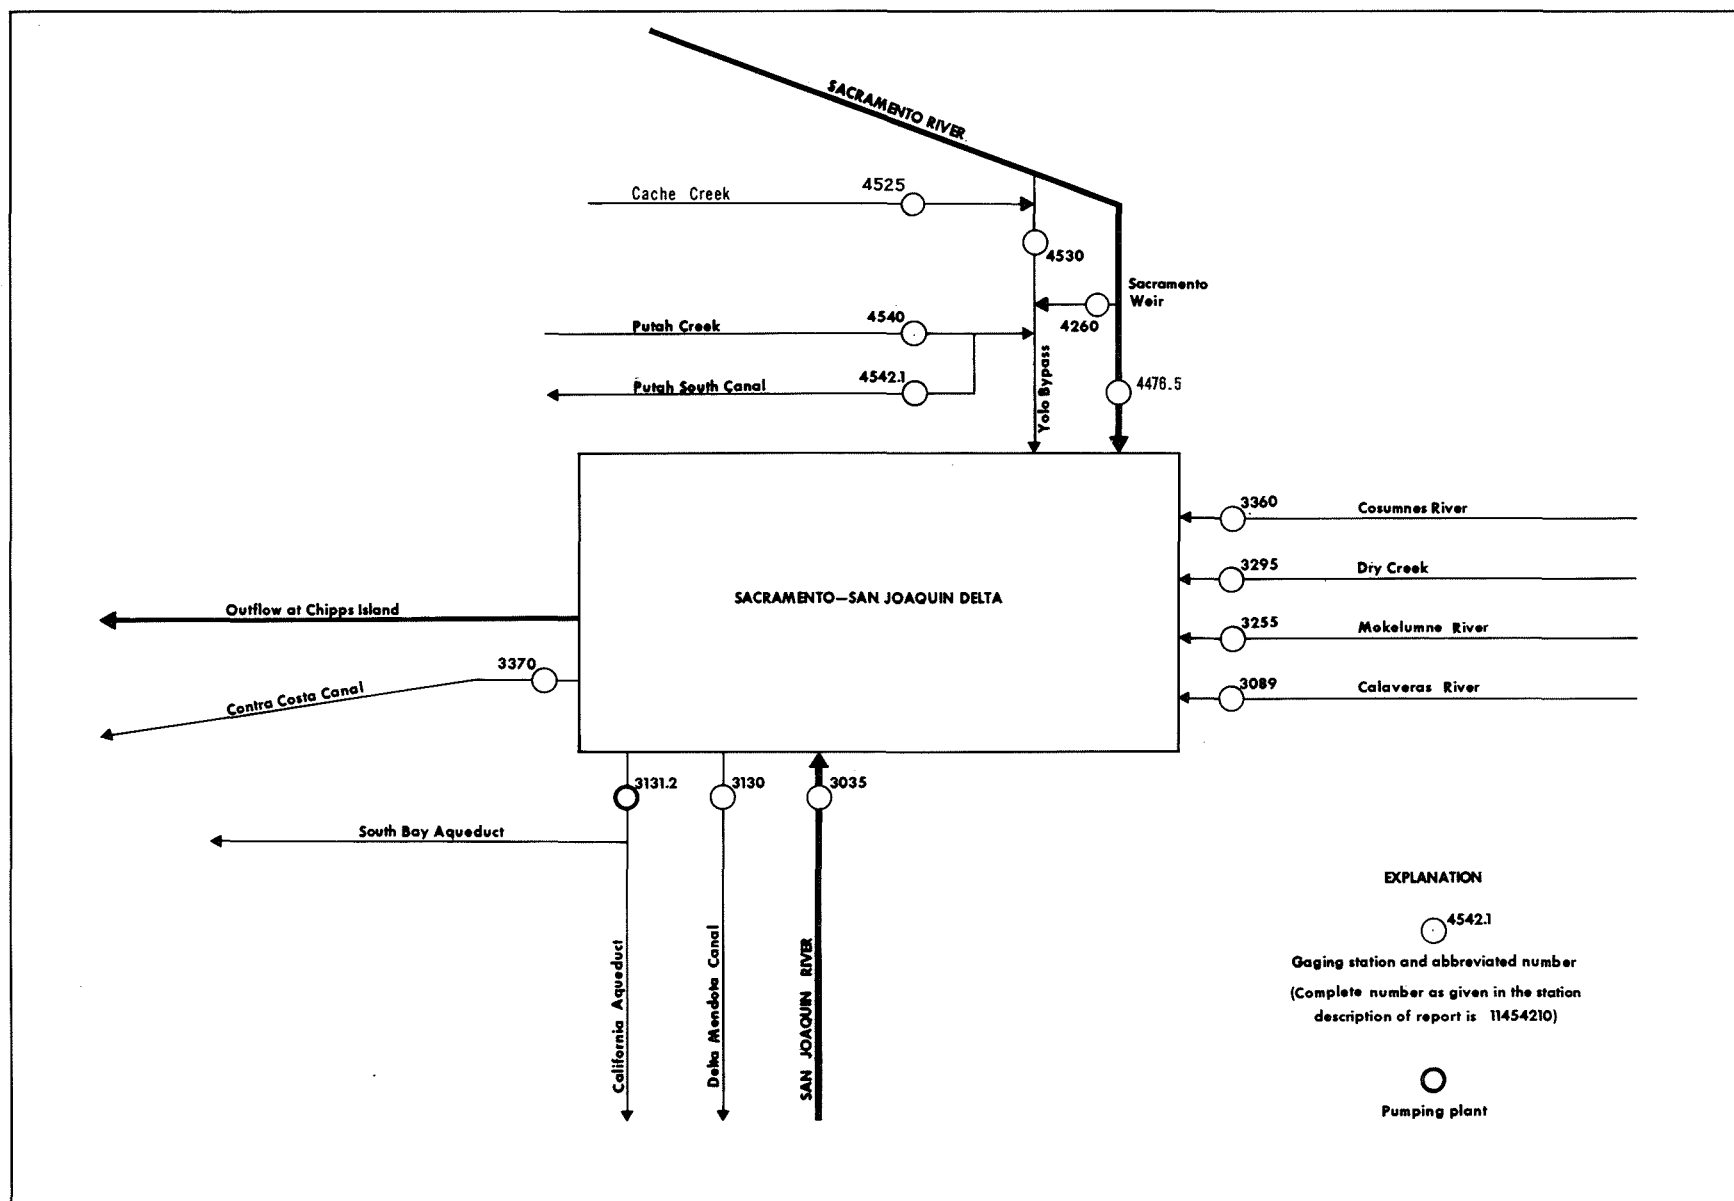 SACRAMENTO RIVER
4525
Cache Creek
4530
Sacramento
Weir
4260
4540
Putah Creek
4542.1
Putah South Canal
Yolo Bypass
4476.5
3360
Cosumnes River
3295
Dry Creek
SACRAMENTO—SAN JOAQUIN DELTA
Outflow at Chipps Island
3255
Mokelumne River
3370
Contra Costa Canal
3089
Calaveras River
3131.2
3130
3035
South Bay Aqueduct
California Aqueduct
Delta Mendota Canal
SAN JOAQUIN RIVER
EXPLANATION
4542.1
Gaging station and abbreviated number
(Complete number as given in the station
description of report is 11454210)
Pumping plant